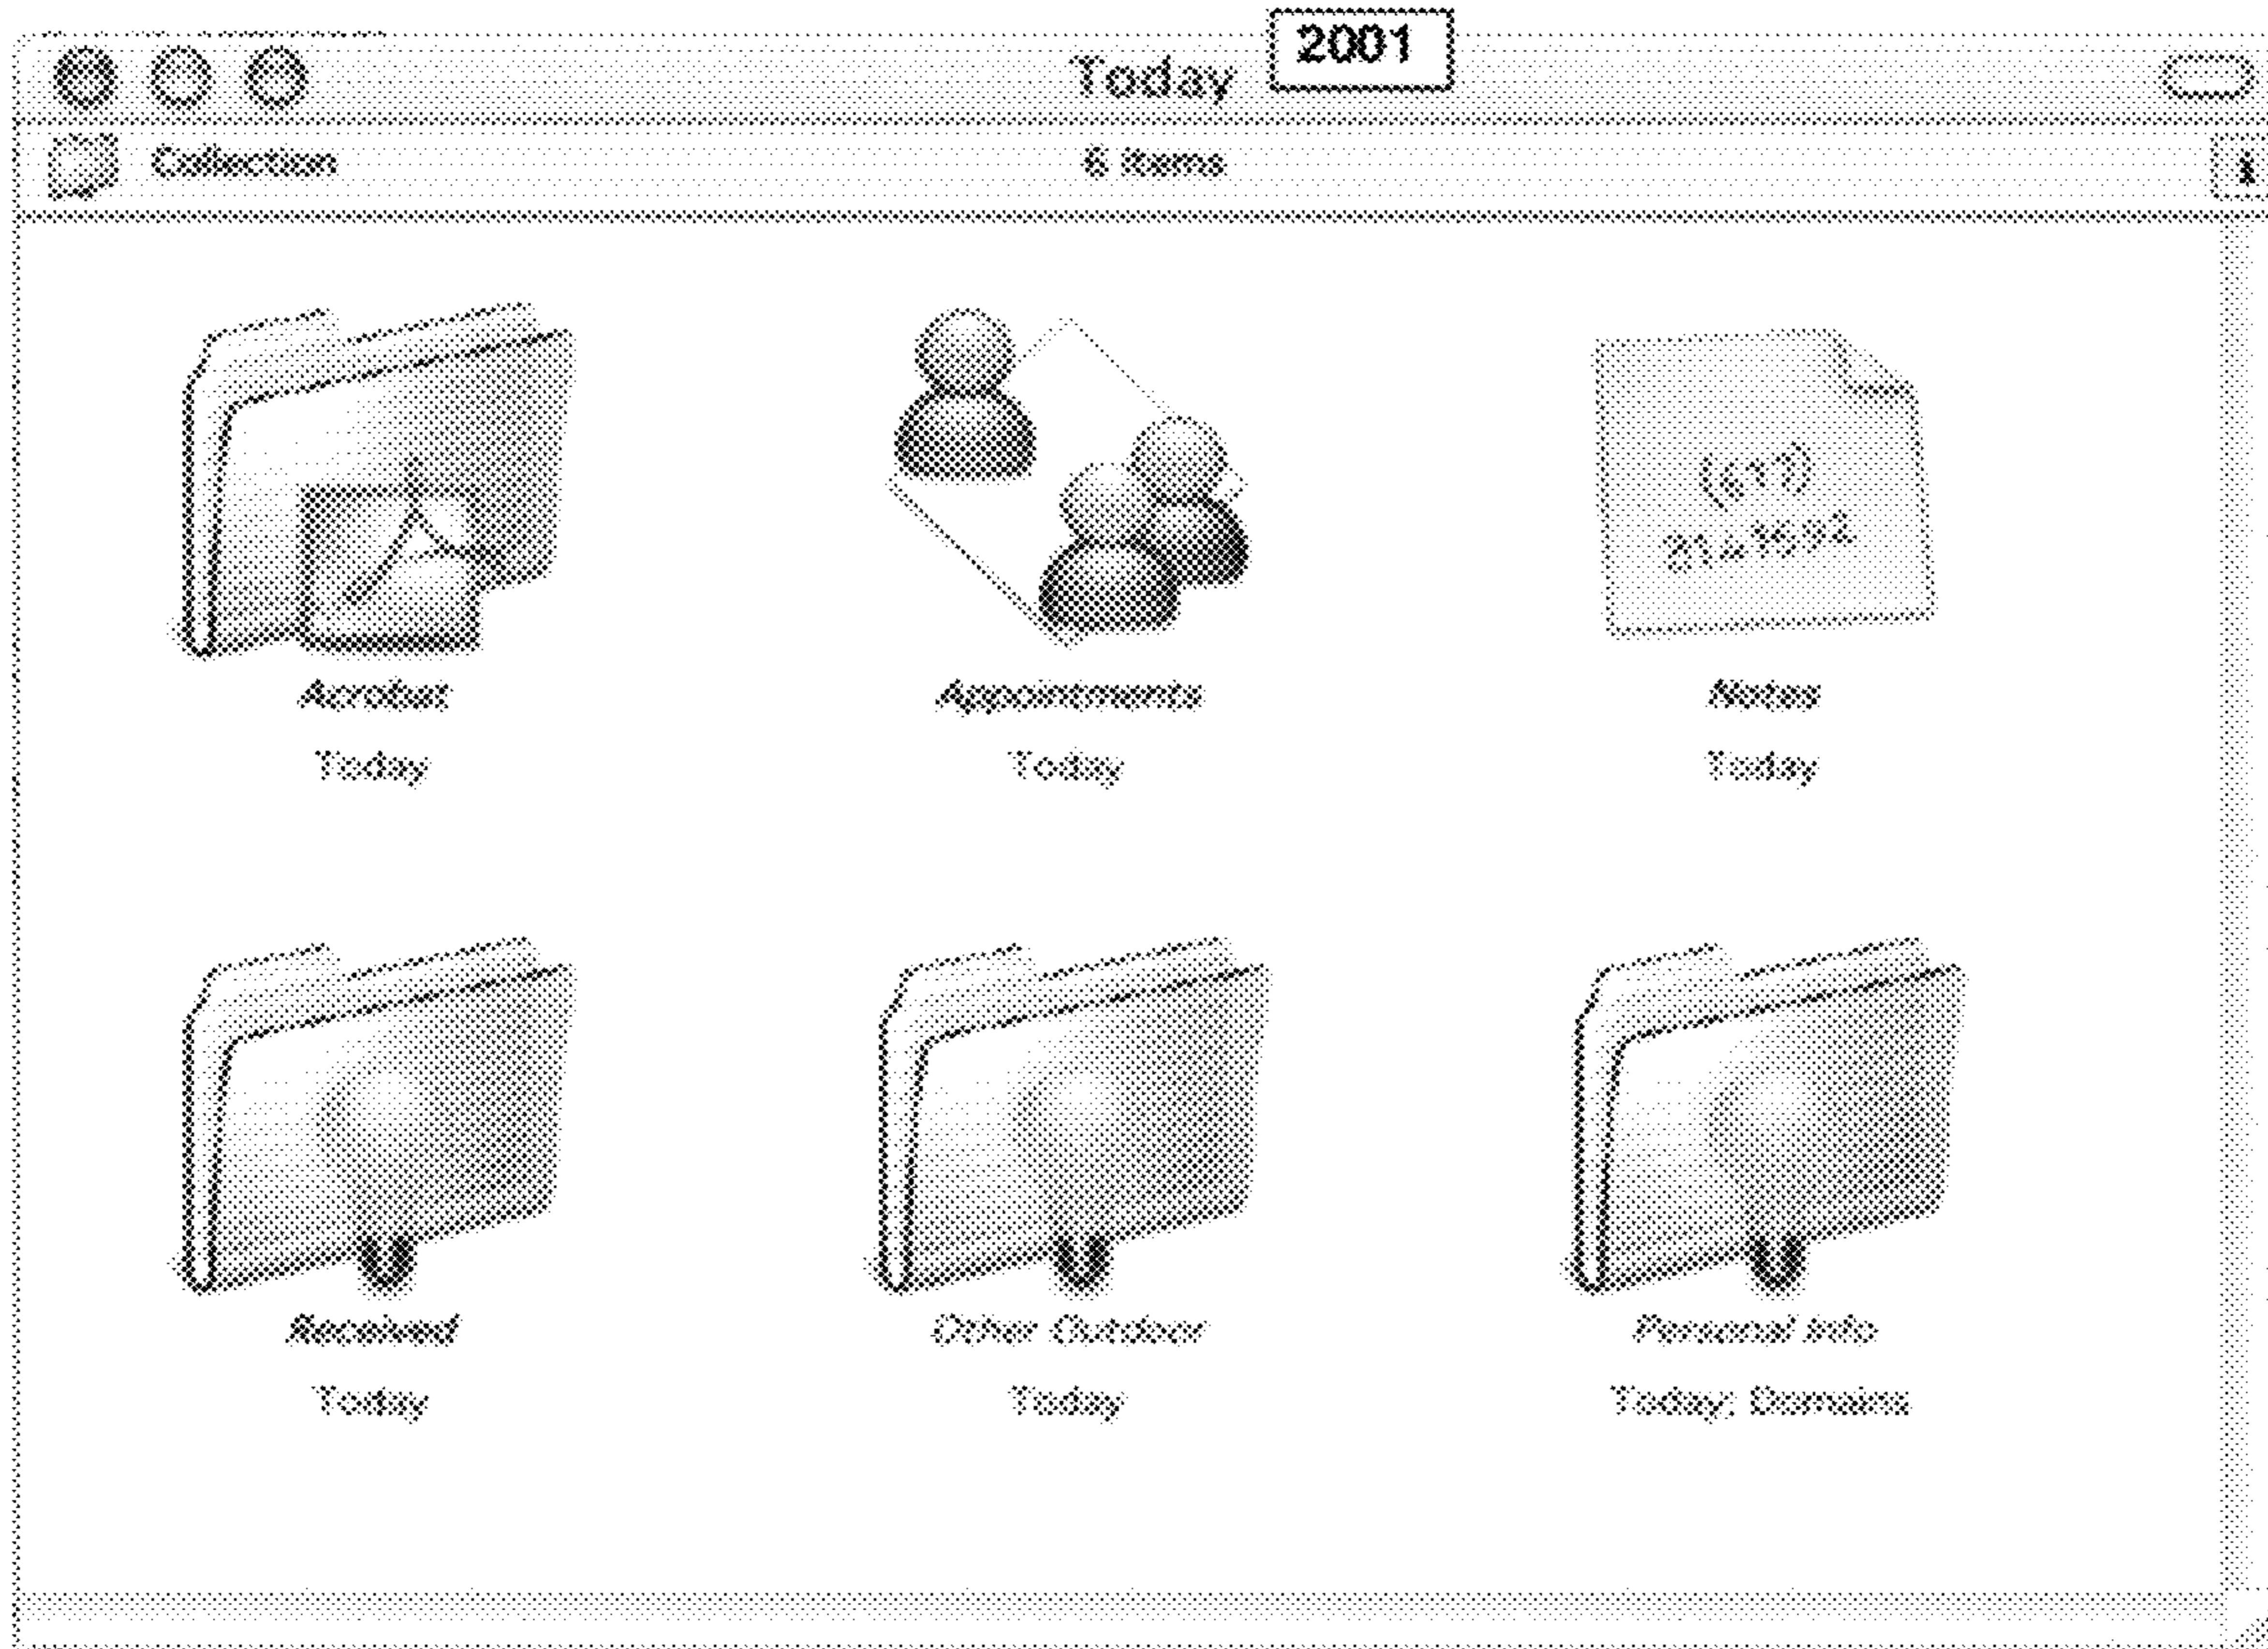 Today 2001
Collection 6 items i
(617)
Acrobat Appointments Notes
Today Today Today
Received Other Outdoor Personal Info
Today Today Today; Domains